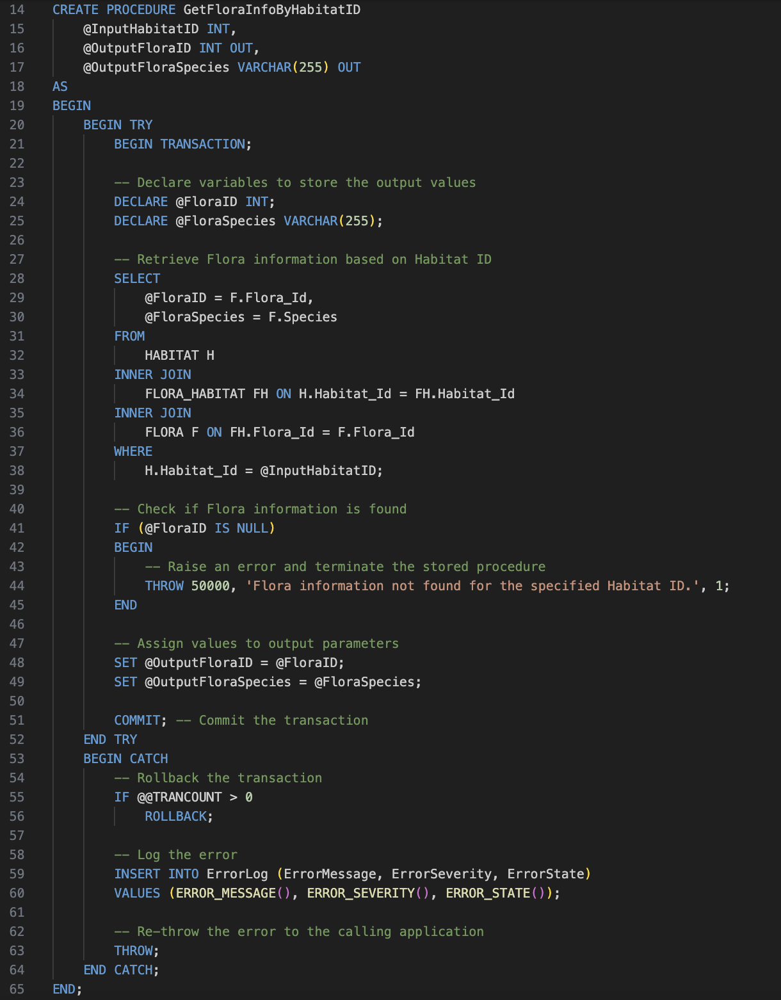 14 CREATE PROCEDURE GetFloraInfoByHabitatID
15     @InputHabitatID INT,
16     @OutputFloraID INT OUT,
17     @OutputFloraSpecies VARCHAR(255) OUT
18 AS
19 BEGIN
20     BEGIN TRY
21         BEGIN TRANSACTION;
22
23         -- Declare variables to store the output values
24         DECLARE @FloraID INT;
25         DECLARE @FloraSpecies VARCHAR(255);
26
27         -- Retrieve Flora information based on Habitat ID
28         SELECT
29             @FloraID = F.Flora_Id,
30             @FloraSpecies = F.Species
31         FROM
32             HABITAT H
33         INNER JOIN
34             FLORA_HABITAT FH ON H.Habitat_Id = FH.Habitat_Id
35         INNER JOIN
36             FLORA F ON FH.Flora_Id = F.Flora_Id
37         WHERE
38             H.Habitat_Id = @InputHabitatID;
39
40         -- Check if Flora information is found
41         IF (@FloraID IS NULL)
42         BEGIN
43             -- Raise an error and terminate the stored procedure
44             THROW 50000, 'Flora information not found for the specified Habitat ID.', 1;
45         END
46
47         -- Assign values to output parameters
48         SET @OutputFloraID = @FloraID;
49         SET @OutputFloraSpecies = @FloraSpecies;
50
51         COMMIT; -- Commit the transaction
52     END TRY
53     BEGIN CATCH
54         -- Rollback the transaction
55         IF @@TRANCOUNT > 0
56             ROLLBACK;
57
58         -- Log the error
59         INSERT INTO ErrorLog (ErrorMessage, ErrorSeverity, ErrorState)
60         VALUES (ERROR_MESSAGE(), ERROR_SEVERITY(), ERROR_STATE());
61
62         -- Re-throw the error to the calling application
63         THROW;
64     END CATCH;
65 END;